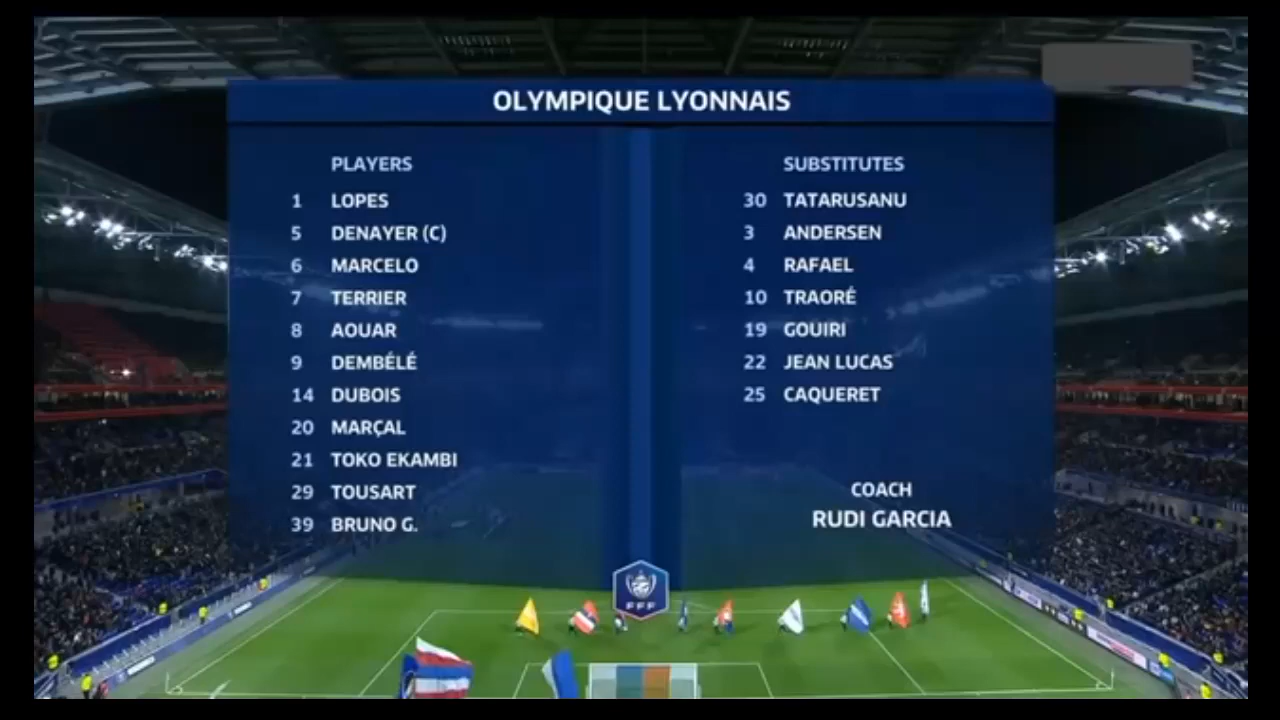 OLYMPIQUE LYONNAIS
PLAYERS
1 LOPES
5 DENAYER (C)
6 MARCELO
7 TERRIER
8 AOUAR
9 DEMBÉLÉ
14 DUBOIS
20 MARÇAL
21 TOKO EKAMBI
29 TOUSART
39 BRUNO G.
SUBSTITUTES
30 TATARUSANU
3 ANDERSEN
4 RAFAEL
10 TRAORÉ
19 GOUIRI
22 JEAN LUCAS
25 CAQUERET
COACH
RUDI GARCIA
FFF